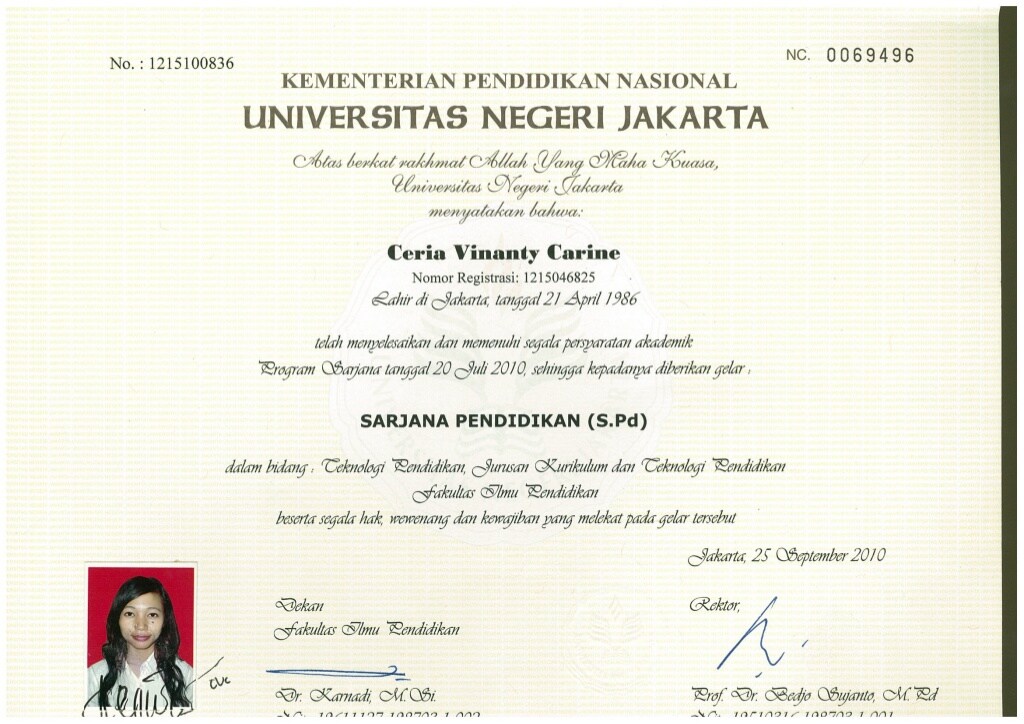 No. : 1215100836
NC. 0069496
KEMENTERIAN PENDIDIKAN NASIONAL
UNIVERSITAS NEGERI JAKARTA
Atas berkat rakhmat Allah Yang Maha Kuasa,
Universitas Negeri Jakarta
menyatakan bahwa:
Ceria Vinanty Carine
Nomor Registrasi: 1215046825
Lahir di Jakarta, tanggal 21 April 1986
telah menyelesaikan dan memenuhi segala persyaratan akademik
Program Sarjana tanggal 20 Juli 2010, sehingga kepadanya diberikan gelar :
SARJANA PENDIDIKAN (S.Pd)
dalam bidang : Teknologi Pendidikan, Jurusan Kurikulum dan Teknologi Pendidikan
Fakultas Ilmu Pendidikan
beserta segala hak, wewenang dan kewajiban yang melekat pada gelar tersebut
Jakarta, 25 September 2010
Dekan
Fakultas Ilmu Pendidikan
Dr. Karnadi, M.Si.
Rektor,
Prof. Dr. Bedjo Sujanto, M.Pd